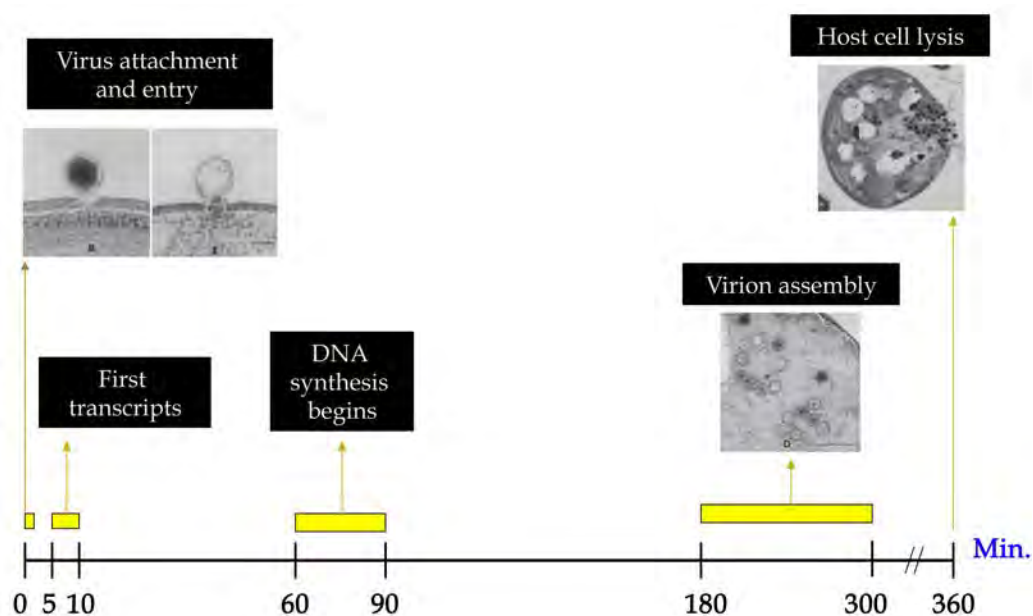 Host cell lysis
Virus attachment
and entry
Virion assembly
First
transcripts
DNA
synthesis
begins
Min.
0 5 10 60 90 180 300 360